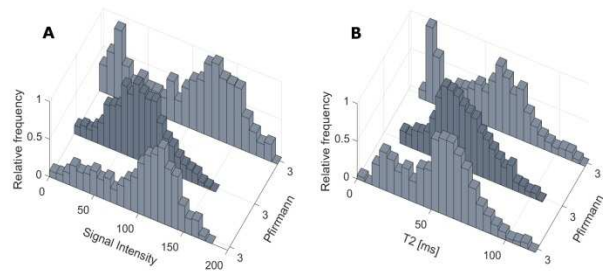 A
B
Relative frequency
1
0.5
0
0
50
100
150
200
Signal Intensity
3
3
3
Pfirrmann
Relative frequency
1
0.5
0
0
50
100
T2 [ms]
3
3
3
Pfirrmann